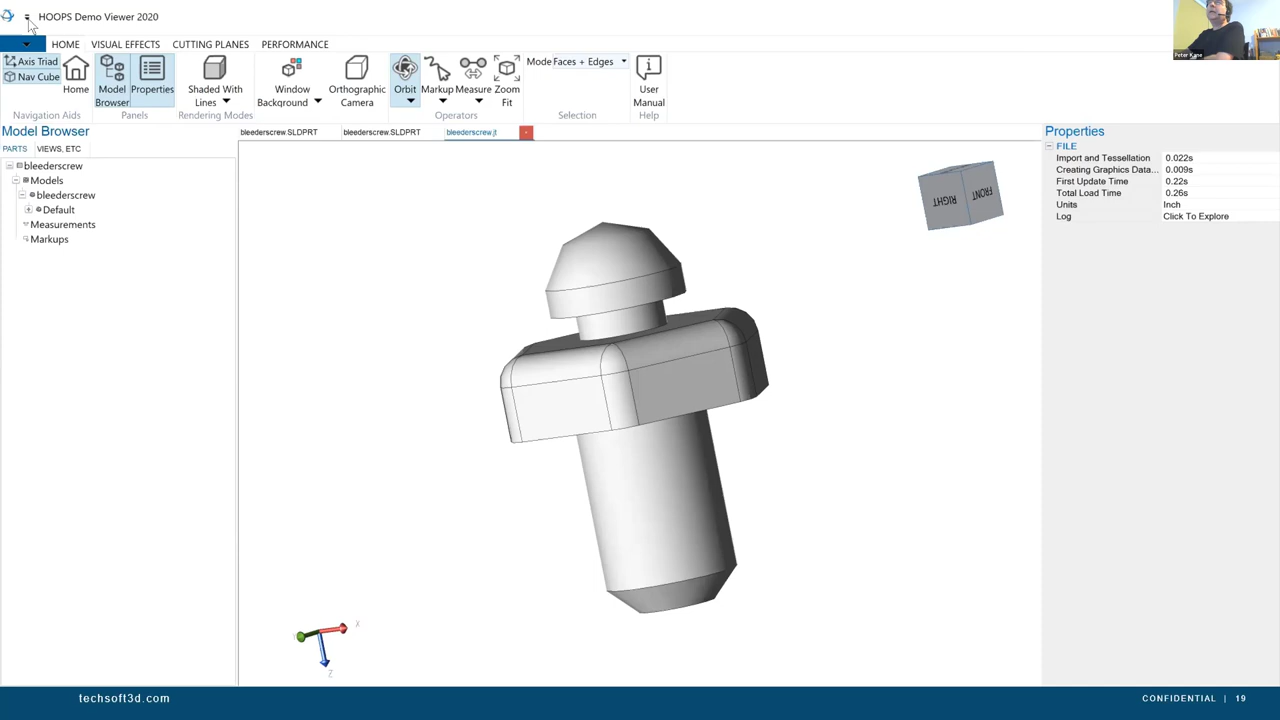 HOOPS Demo Viewer 2020
HOME VISUAL EFFECTS CUTTING PLANES PERFORMANCE
Axis Triad
Nav Cube
Home
Model Browser
Properties
Shaded With Lines
Window Background
Orthographic Camera
Orbit
Markup
Measure
Zoom Fit
Mode Faces + Edges
User Manual
Navigation Aids Panels Rendering Modes Operators Selection Help
Model Browser
PARTS VIEWS, ETC
bleederscrew
Models
bleederscrew
Default
Measurements
Markups
bleederscrew.SLDPRT bleederscrew.SLDPRT bleederscrew.jt
RIGHT FRONT
X
Z
Properties
FILE
Import and Tessellation 0.022s
Creating Graphics Data... 0.009s
First Update Time 0.22s
Total Load Time 0.26s
Units Inch
Log Click To Explore
Peter Kane
techsoft3d.com
CONFIDENTIAL | 19